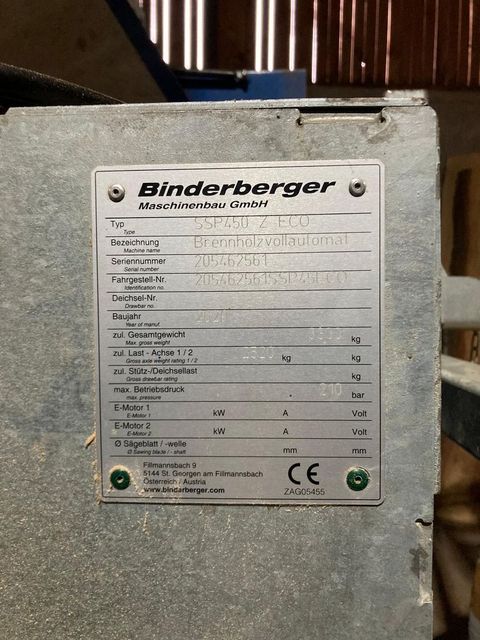 Binderberger
Maschinenbau GmbH
Typ SSP450 Z ECO
Type
Bezeichnung Brennholzvollautomat
Machine name
Seriennummer 205462561
Serial number
Fahrgestell-Nr.
Identification no.
Deichsel-Nr.
Drawbar no.
Baujahr
Year of manuf.
zul. Gesamtgewicht kg
Max. gross weight
zul. Last - Achse 1 / 2 kg kg
Gross axle weight rating 1 / 2
zul. Stütz-/Deichsellast kg
Gross drawbar rating
max. Betriebsdruck bar
max. pressure
E-Motor 1 kW A Volt
E-Motor 1
E-Motor 2 kW A Volt
E-Motor 2
Ø Sägeblatt / -welle mm mm
Ø Sawing blade / -shaft
Fillmannsbach 9
5144 St. Georgen am Fillmannsbach
Österreich / Austria
www.binderberger.com
CE
ZAG05455